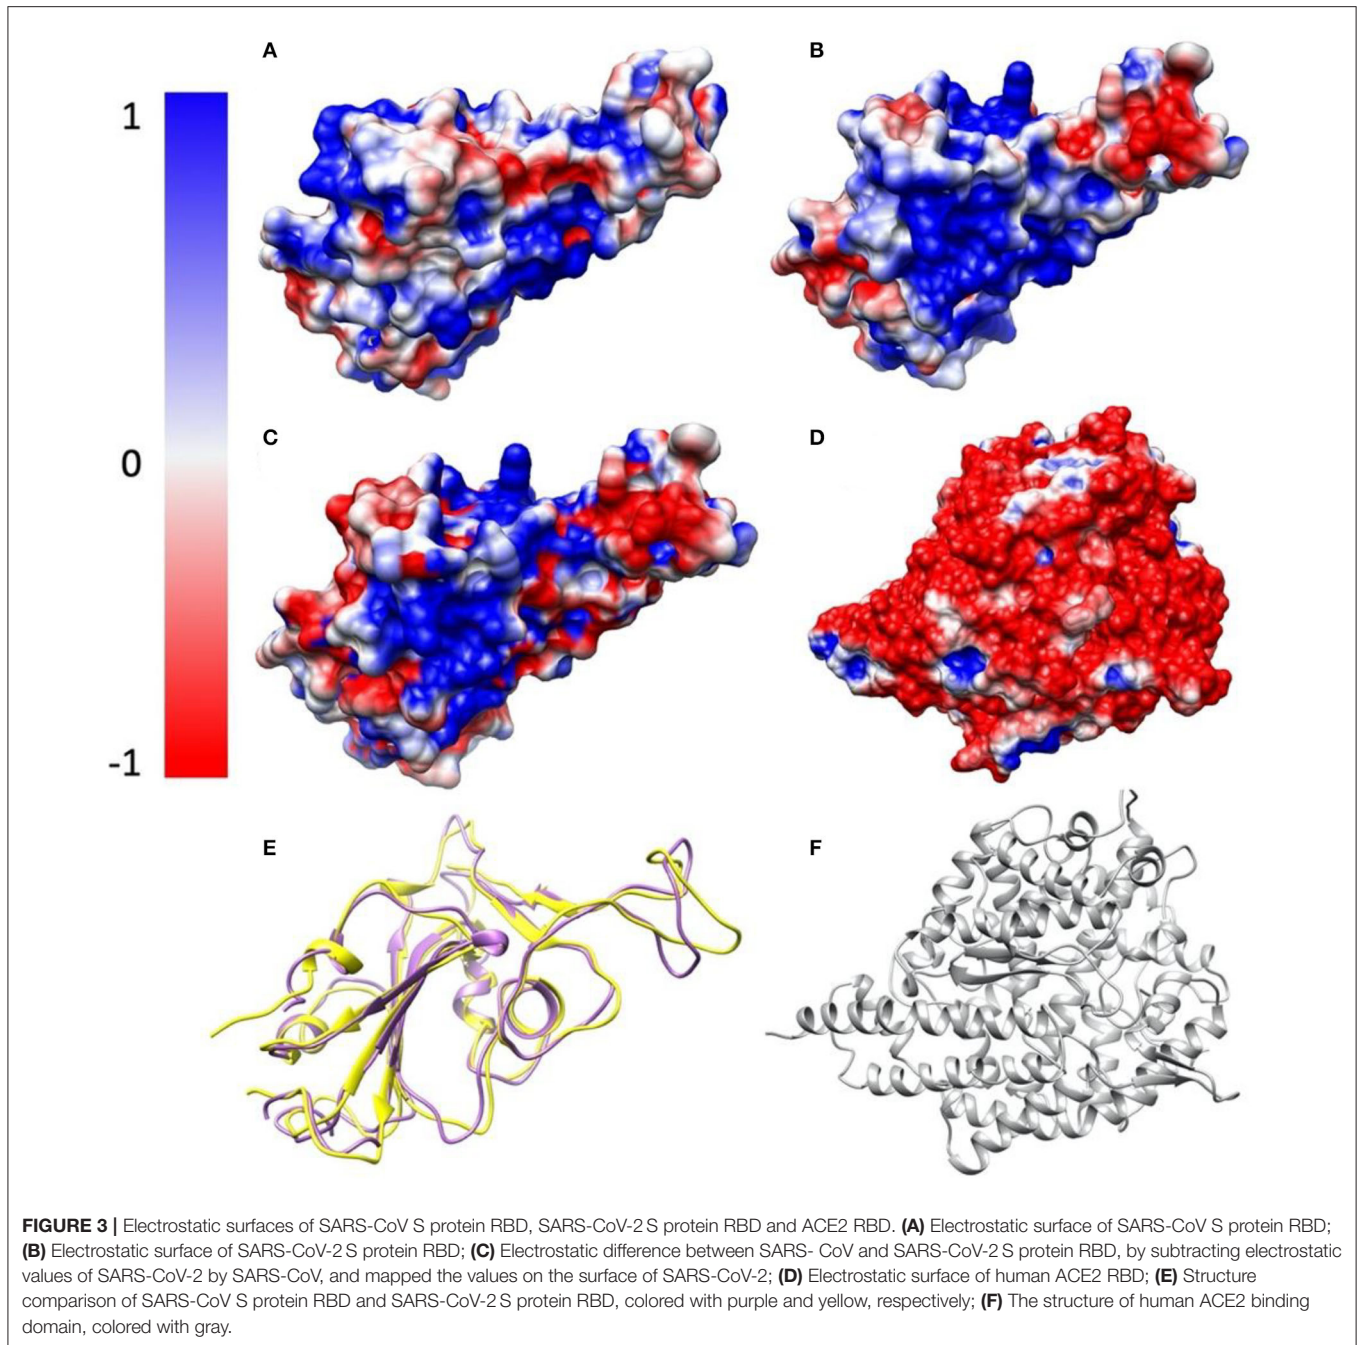 A
B
1
0
-1
C
D
E
F
FIGURE 3 | Electrostatic surfaces of SARS-CoV S protein RBD, SARS-CoV-2 S protein RBD and ACE2 RBD. (A) Electrostatic surface of SARS-CoV S protein RBD;
(B) Electrostatic surface of SARS-CoV-2 S protein RBD; (C) Electrostatic difference between SARS- CoV and SARS-CoV-2 S protein RBD, by subtracting electrostatic
values of SARS-CoV-2 by SARS-CoV, and mapped the values on the surface of SARS-CoV-2; (D) Electrostatic surface of human ACE2 RBD; (E) Structure
comparison of SARS-CoV S protein RBD and SARS-CoV-2 S protein RBD, colored with purple and yellow, respectively; (F) The structure of human ACE2 binding
domain, colored with gray.